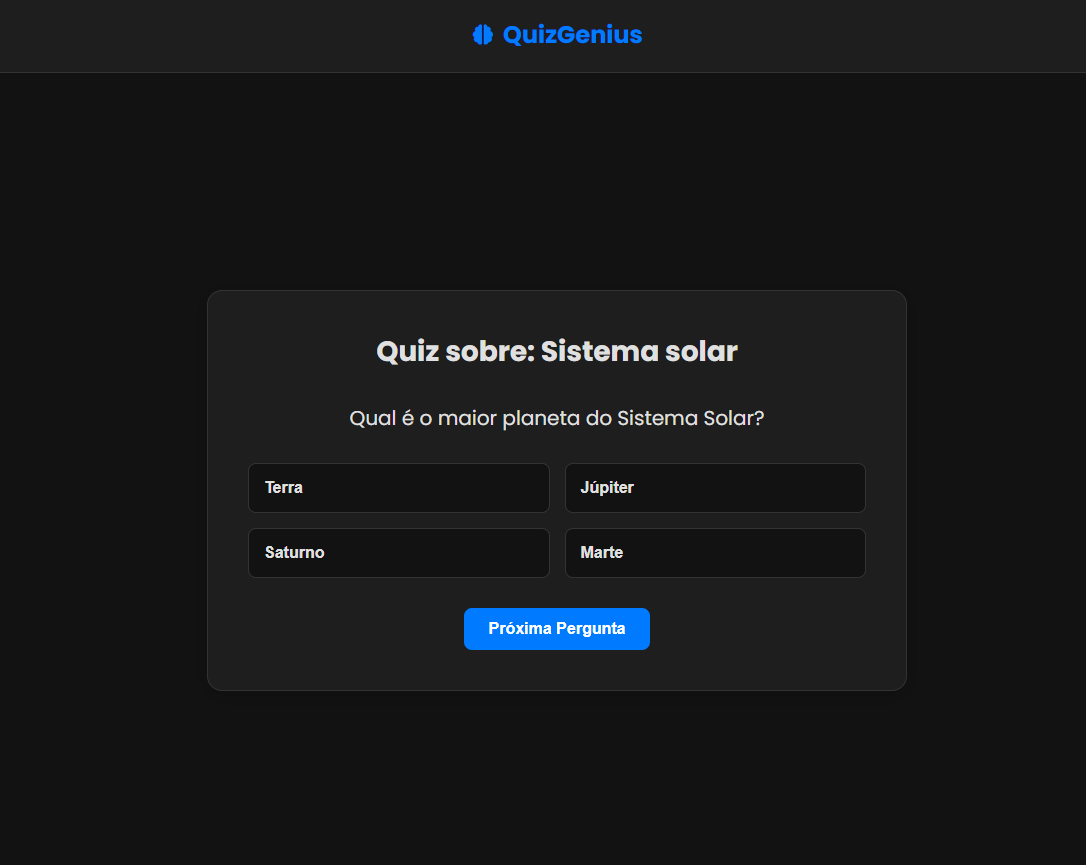 QuizGenius
Quiz sobre: Sistema solar
Qual é o maior planeta do Sistema Solar?
Terra
Júpiter
Saturno
Marte
Próxima Pergunta